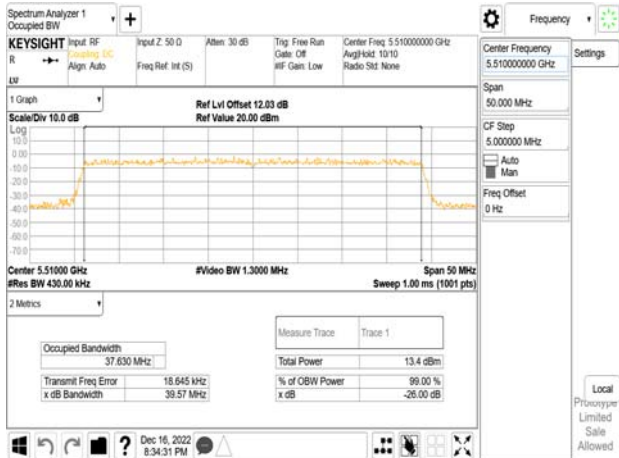 Spectrum Analyzer 1
Occupied BW
KEYSIGHT
R
LXI
Input: RF
Coupling: DC
Align: Auto
Input Z: 50 Ω
Freq Ref: Int (S)
Atten: 30 dB
Trig: Free Run
Gate: Off
#IF Gain: Low
Center Freq: 5.510000000 GHz
Avg|Hold: 10/10
Radio Std: None
1 Graph
Scale/Div 10.0 dB
Ref Lvl Offset 12.03 dB
Ref Value 20.00 dBm
Log
10.0
0.00
-10.0
-20.0
-30.0
-40.0
-50.0
-60.0
-70.0
Center 5.51000 GHz
#Res BW 430.00 kHz
#Video BW 1.3000 MHz
Span 50 MHz
Sweep 1.00 ms (1001 pts)
2 Metrics
Measure Trace Trace 1
Occupied Bandwidth
37.630 MHz
Total Power 13.4 dBm
Transmit Freq Error 18.645 kHz
% of OBW Power 99.00 %
x dB Bandwidth 39.57 MHz
x dB -26.00 dB
?
Dec 16, 2022
8:34:31 PM
Frequency
Center Frequency
5.510000000 GHz
Settings
Span
50.000 MHz
CF Step
5.000000 MHz
Auto
Man
Freq Offset
0 Hz
Local
Prototype
Limited
Sale
Allowed